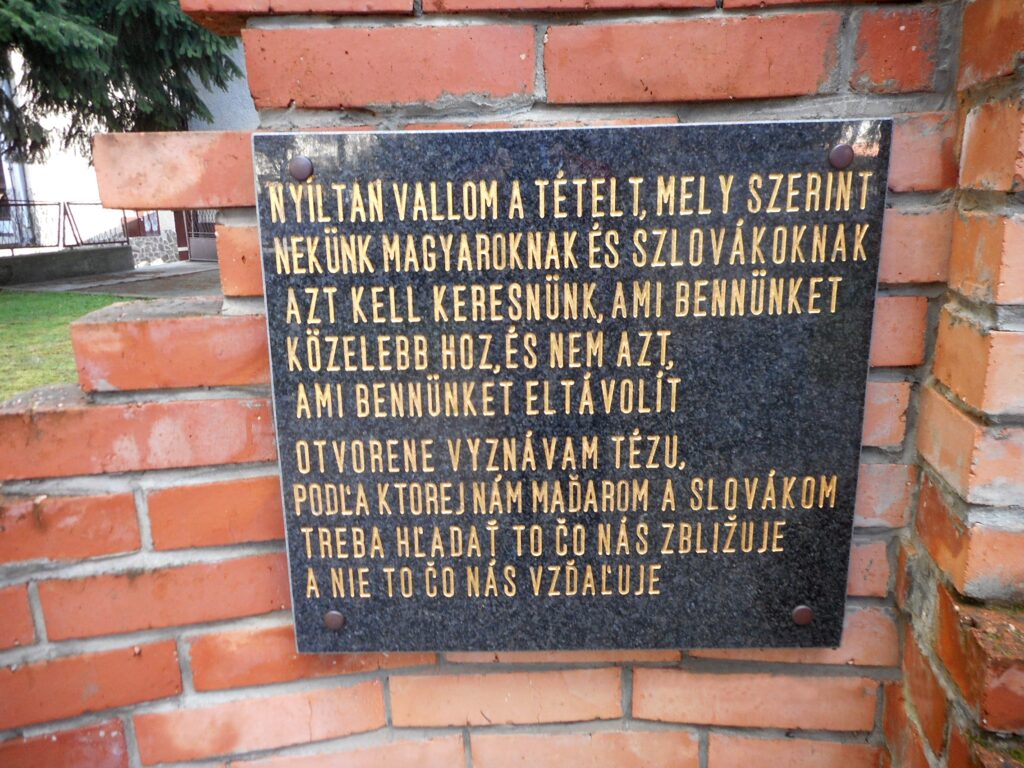 NYÍLTAN VALLOM A TÉTELT, MELY SZERINT
NEKÜNK MAGYAROKNAK ÉS SZLOVÁKOKNAK
AZT KELL KERESNÜNK, AMI BENNÜNKET
KÖZELEBB HOZ, ÉS NEM AZT,
AMI BENNÜNKET ELTÁVOLÍT
OTVORENE VYZNÁVAM TÉZU,
PODĽA KTOREJ NÁM MAĎAROM A SLOVÁKOM
TREBA HĽADAŤ TO ČO NÁS ZBLIŽUJE
A NIE TO ČO NÁS VZĎAĽUJE